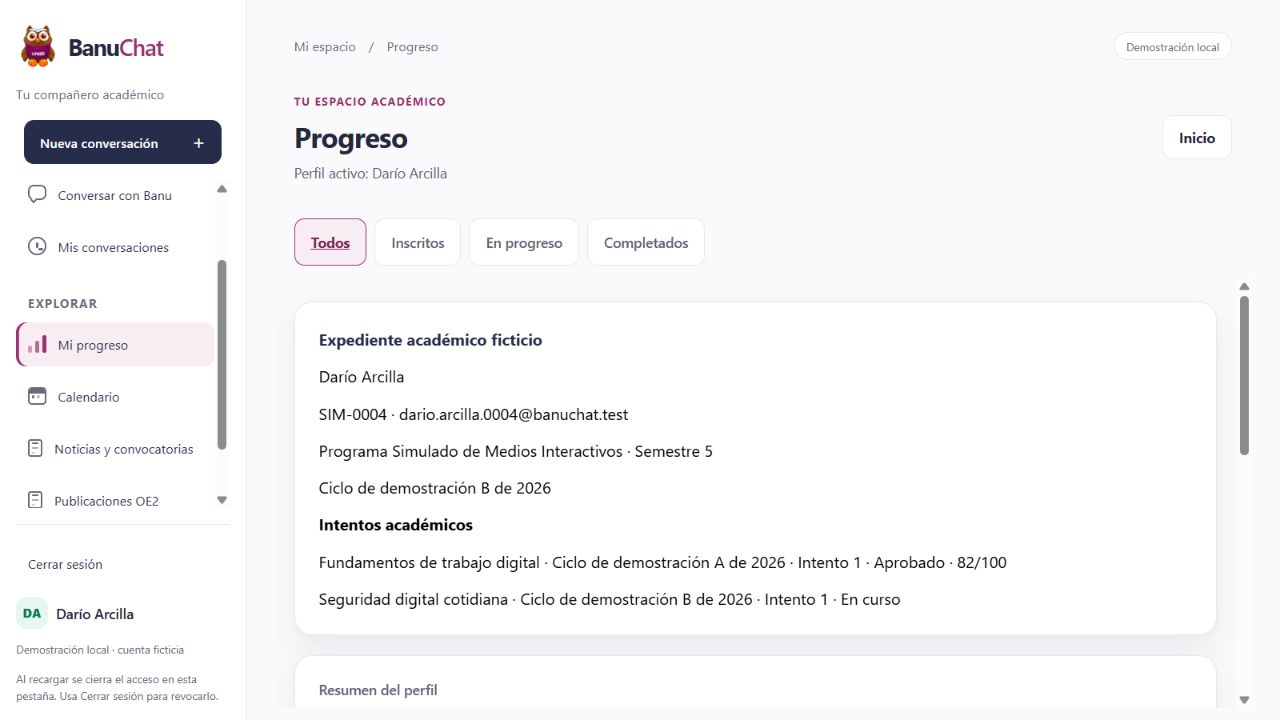 unab
BanuChat
Tu compañero académico
Nueva conversación +
Conversar con Banu
Mis conversaciones
EXPLORAR
Mi progreso
Calendario
Noticias y convocatorias
Publicaciones OE2
Cerrar sesión
DA Darío Arcilla
Demostración local · cuenta ficticia
Al recargar se cierra el acceso en esta
pestaña. Usa Cerrar sesión para revocarlo.
Mi espacio / Progreso
Demostración local
TU ESPACIO ACADÉMICO
Progreso
Inicio
Perfil activo: Darío Arcilla
Todos Inscritos En progreso Completados
Expediente académico ficticio
Darío Arcilla
SIM-0004 · dario.arcilla.0004@banuchat.test
Programa Simulado de Medios Interactivos · Semestre 5
Ciclo de demostración B de 2026
Intentos académicos
Fundamentos de trabajo digital · Ciclo de demostración A de 2026 · Intento 1 · Aprobado · 82/100
Seguridad digital cotidiana · Ciclo de demostración B de 2026 · Intento 1 · En curso
Resumen del perfil